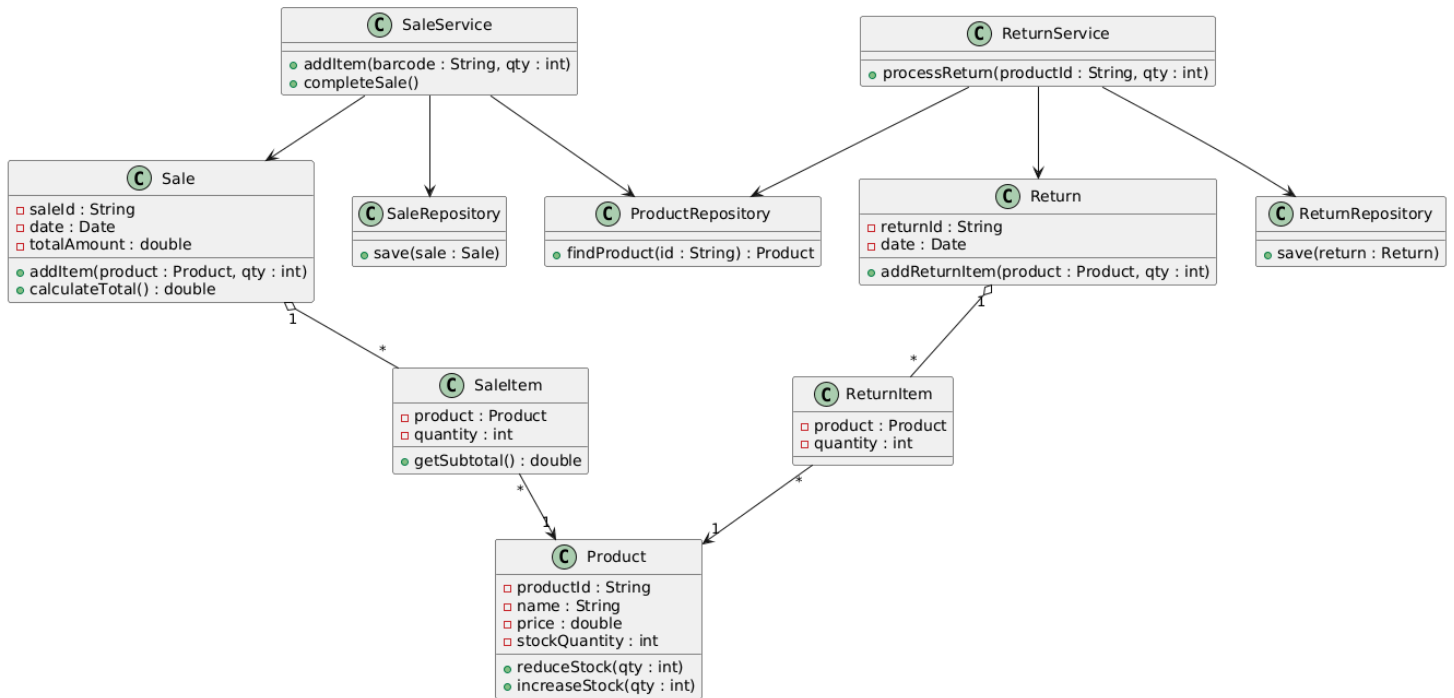 C SaleService
addItem(barcode : String, qty : int)
completeSale()
C ReturnService
processReturn(productId : String, qty : int)
C Sale
saleId : String
date : Date
totalAmount : double
addItem(product : Product, qty : int)
calculateTotal() : double
C SaleRepository
save(sale : Sale)
C ProductRepository
findProduct(id : String) : Product
C Return
returnId : String
date : Date
addReturnItem(product : Product, qty : int)
C ReturnRepository
save(return : Return)
1
*
1
*
C SaleItem
product : Product
quantity : int
getSubtotal() : double
C ReturnItem
product : Product
quantity : int
*
1
*
1
C Product
productId : String
name : String
price : double
stockQuantity : int
reduceStock(qty : int)
increaseStock(qty : int)